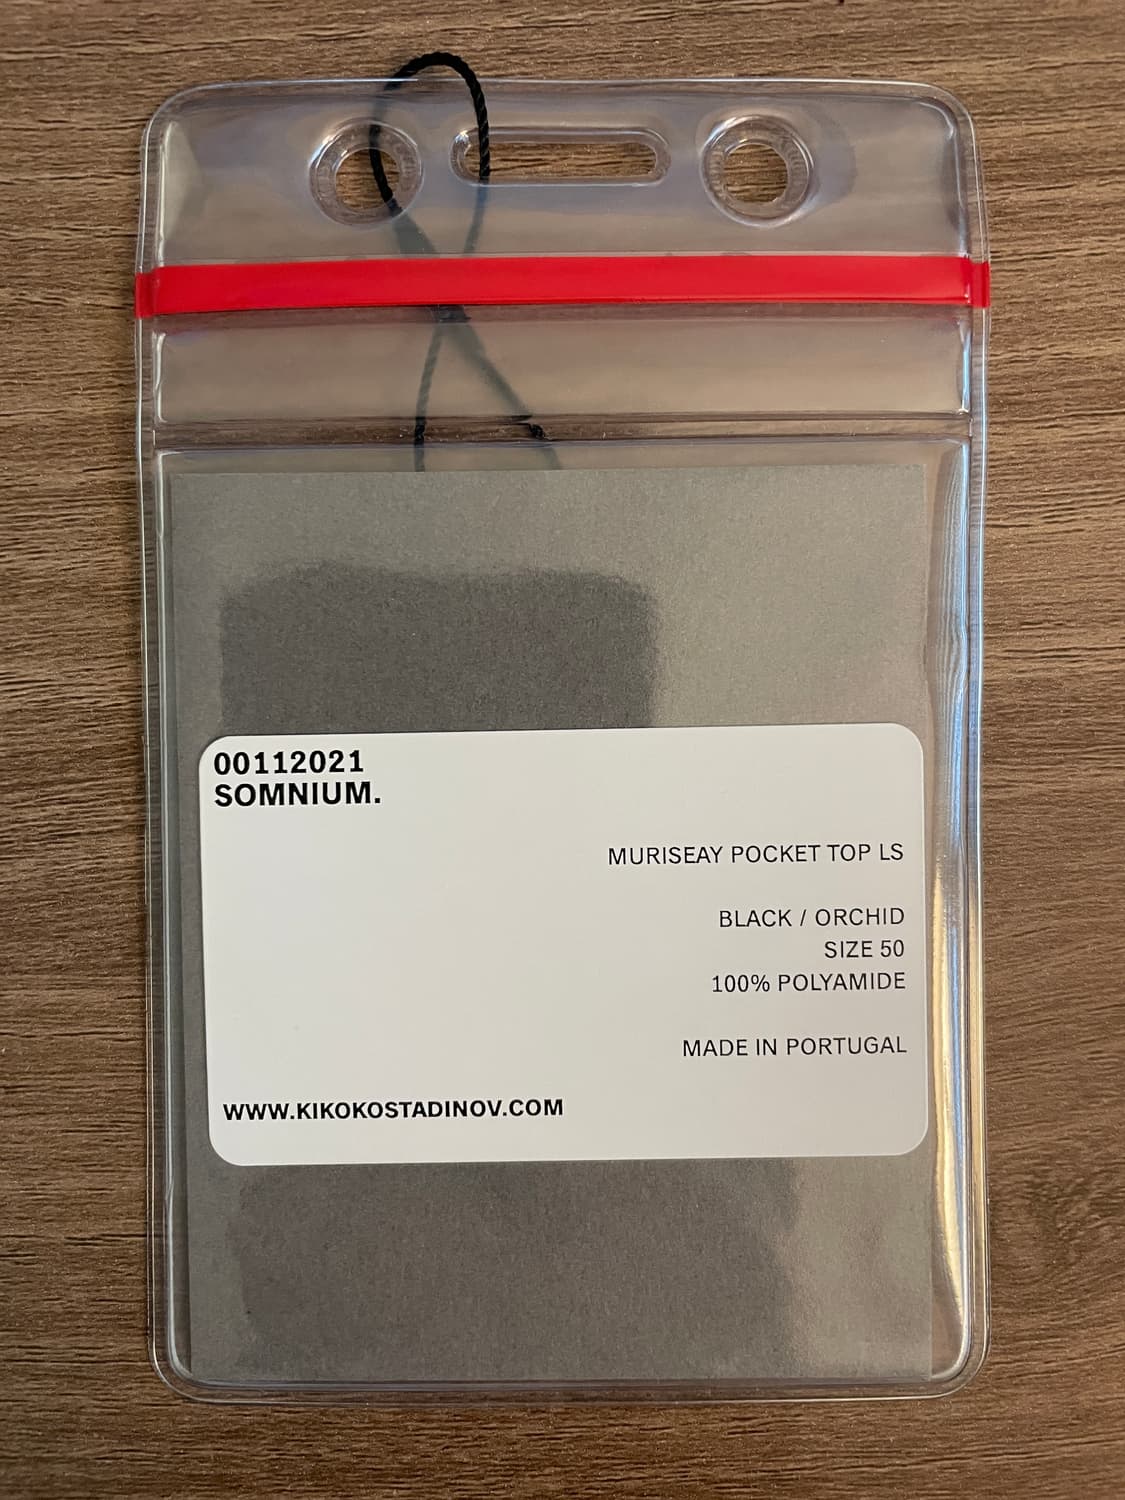 00112021
SOMNIUM.
MURISEAY POCKET TOP LS
BLACK / ORCHID
SIZE 50
100% POLYAMIDE
MADE IN PORTUGAL
WWW.KIKOKOSTADINOV.COM